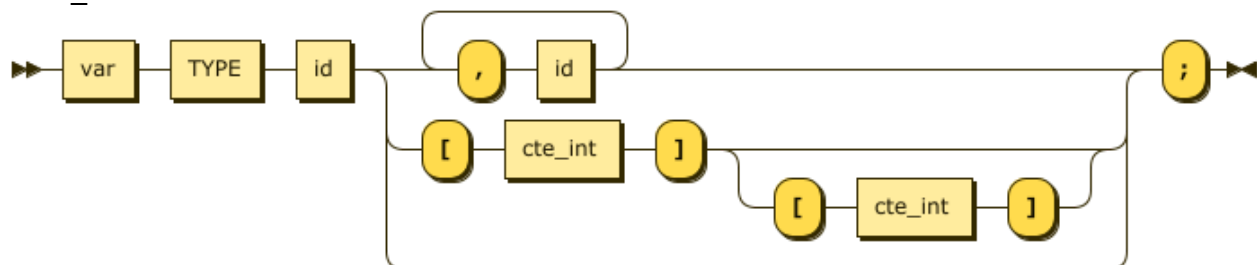 var TYPE id , id ;
[ cte_int ]
[ cte_int ]